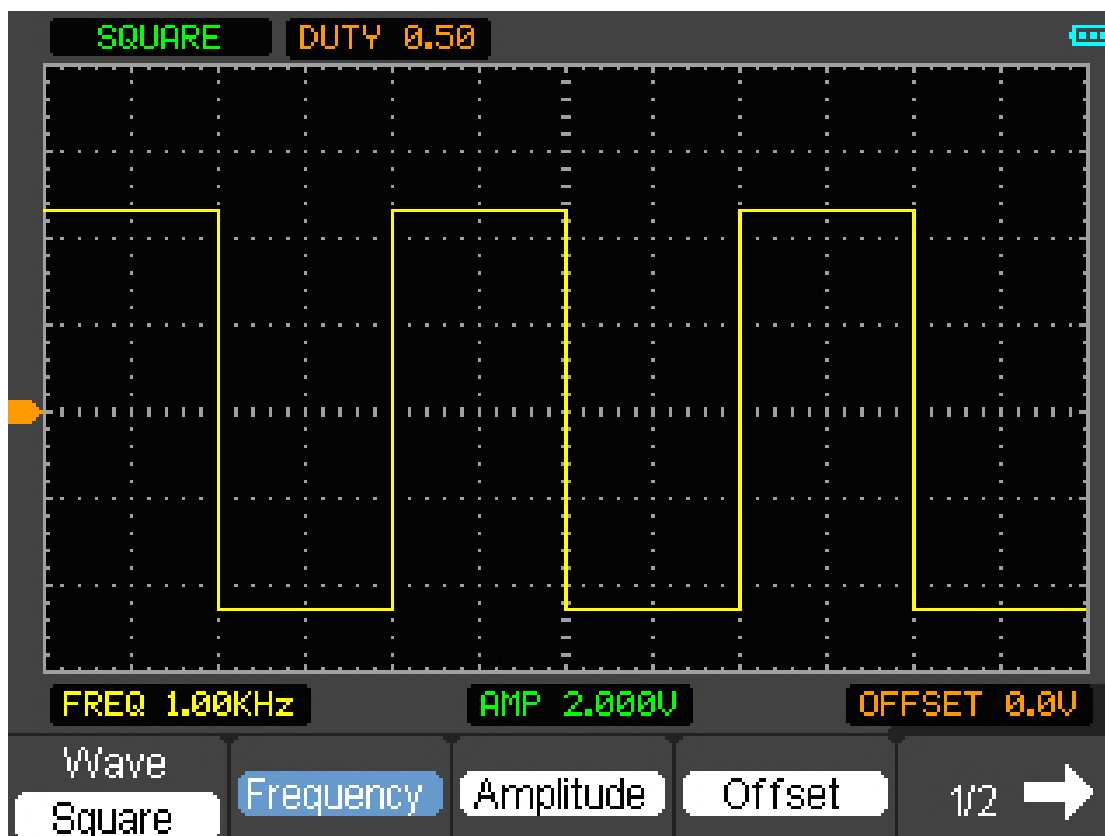 SQUARE DUTY 0.50
FREQ 1.00KHz AMP 2.000V OFFSET 0.0V
Wave
Frequency Amplitude Offset 1/2
Square